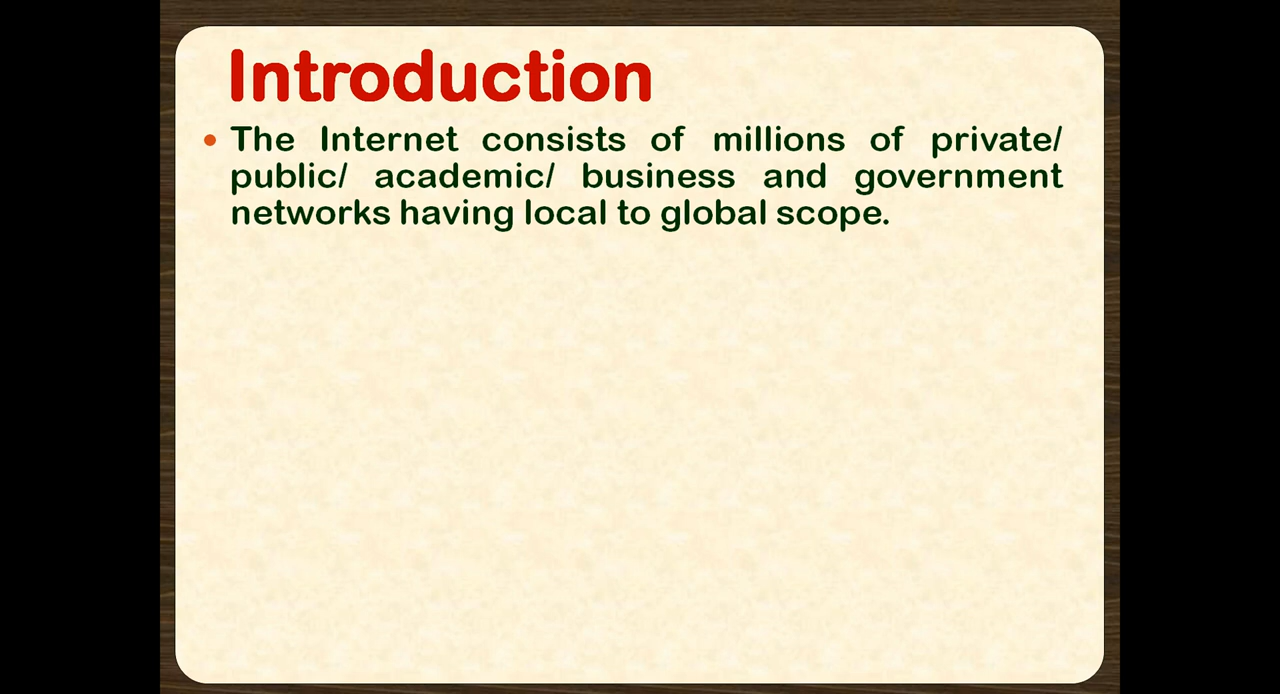 Introduction
• The Internet consists of millions of private/
public/ academic/ business and government
networks having local to global scope.